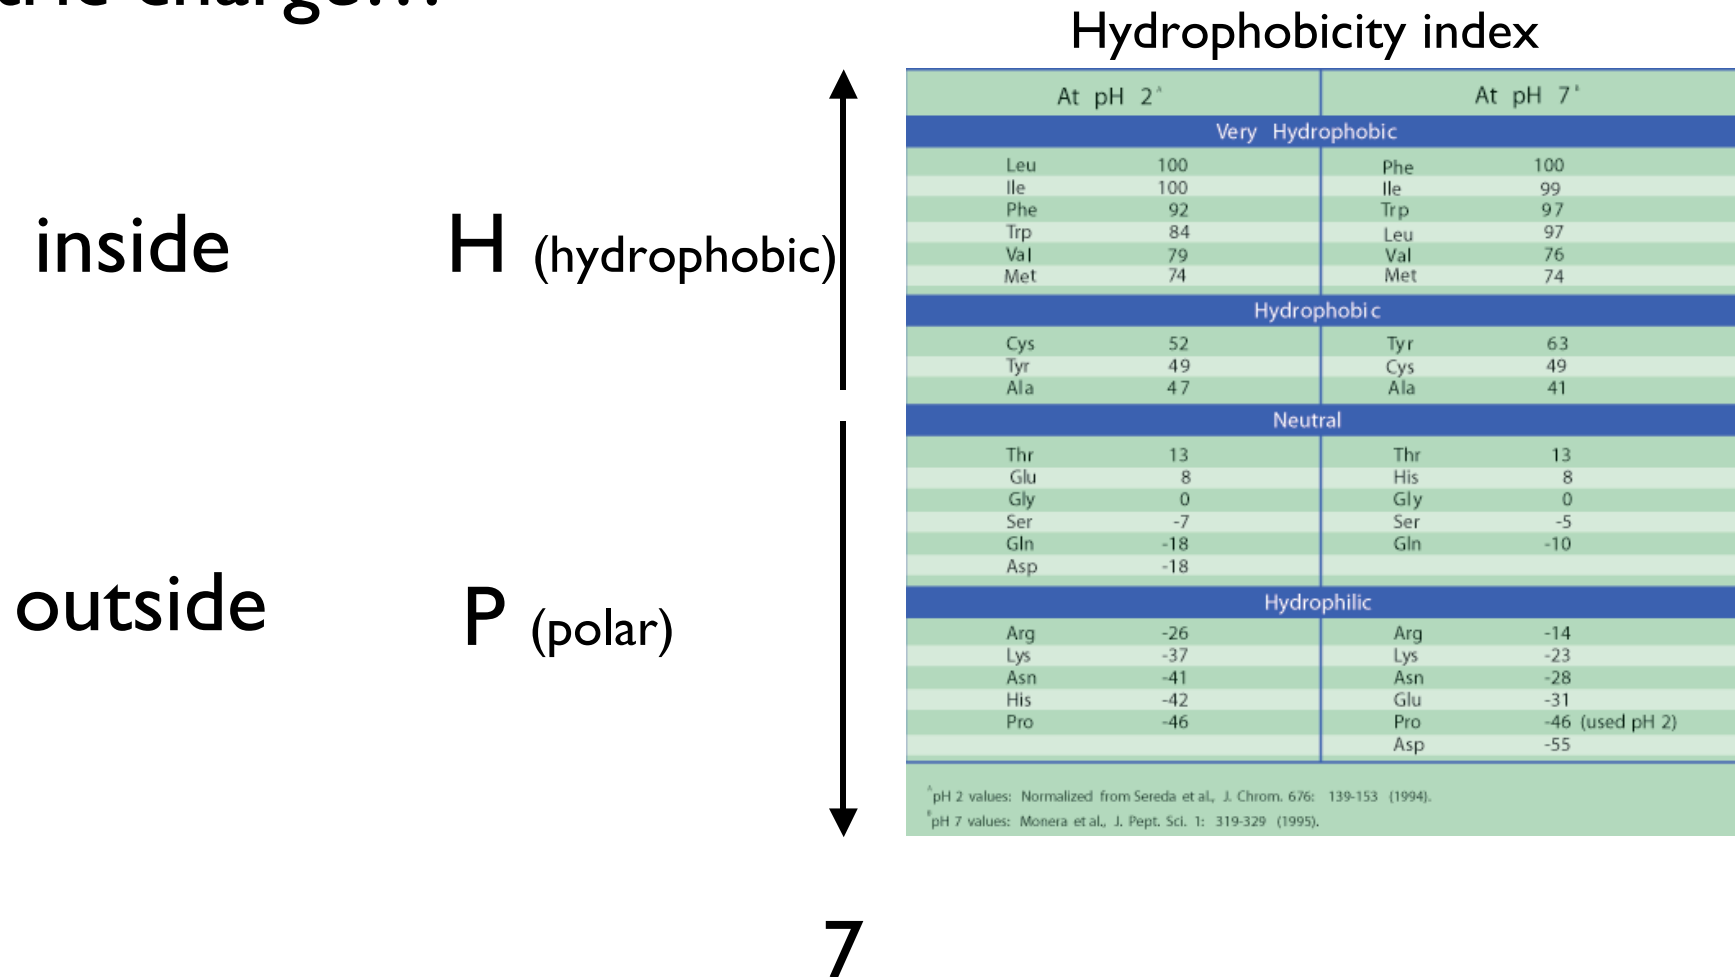 charge...
Hydrophobicity index
At pH 2 A At pH 7 B
Very Hydrophobic
Leu 100 Phe 100
Ile 100 Ile 99
Phe 92 Trp 97
Trp 84 Leu 97
Val 79 Val 76
Met 74 Met 74
Hydrophobic
Cys 52 Tyr 63
Tyr 49 Cys 49
Ala 47 Ala 41
Neutral
Thr 13 Thr 13
Glu 8 His 8
Gly 0 Gly 0
Ser -7 Ser -5
Gln -18 Gln -10
Asp -18
Hydrophilic
Arg -26 Arg -14
Lys -37 Lys -23
Asn -41 Asn -28
His -42 Glu -31
Pro -46 Pro -46 (used pH 2)
Asp -55
A pH 2 values: Normalized from Sereda et al., J. Chrom. 676: 139-153 (1994).
B pH 7 values: Monera et al., J. Pept. Sci. 1: 319-329 (1995).
inside H (hydrophobic)
outside P (polar)
7